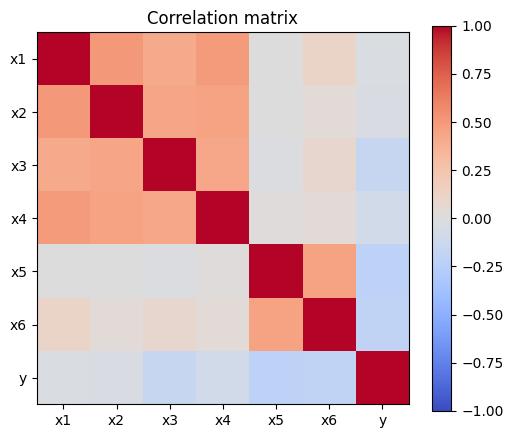 Correlation matrix
x1
x2
x3
x4
x5
x6
y
x1 x2 x3 x4 x5 x6 y
1.00
0.75
0.50
0.25
0.00
−0.25
−0.50
−0.75
−1.00